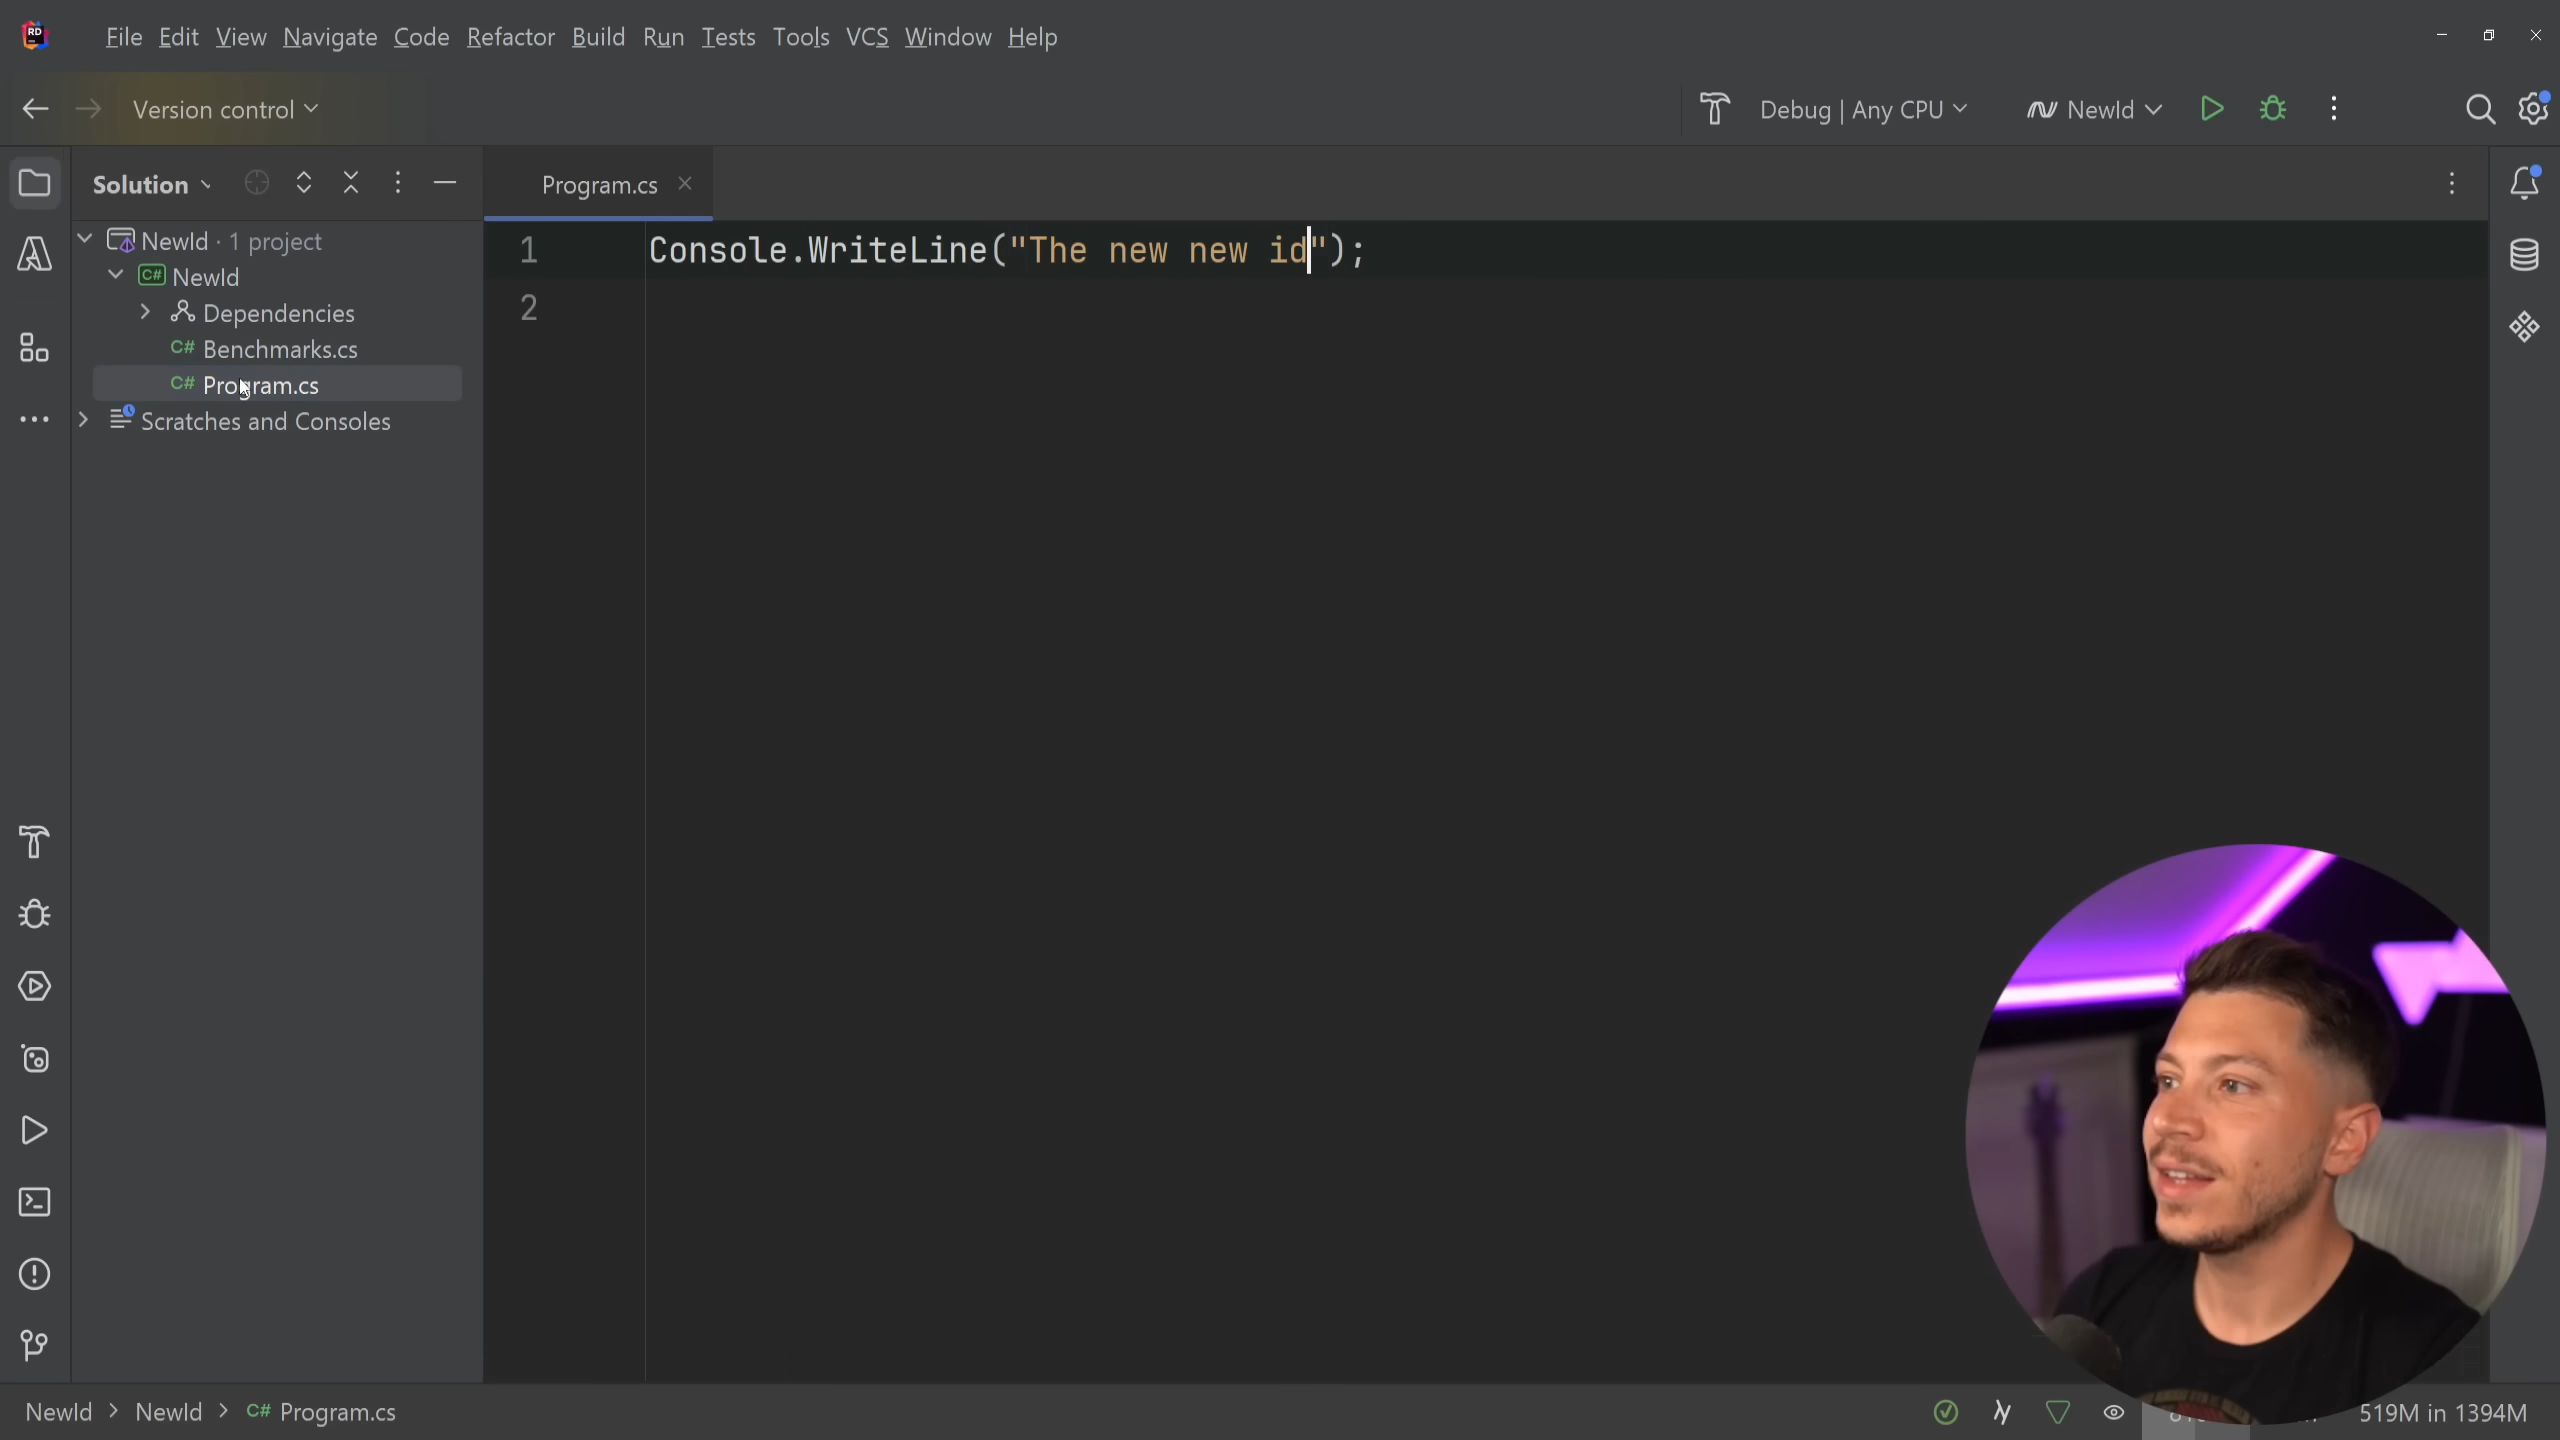 RD
File Edit View Navigate Code Refactor Build Run Tests Tools VCS Window Help
Version control
Debug | Any CPU
NewId
Solution
Program.cs
NewId · 1 project
C# NewId
Dependencies
C# Benchmarks.cs
C# Program.cs
Scratches and Consoles
1 Console.WriteLine("The new new id");
2
NewId > NewId > C# Program.cs
519M in 1394M